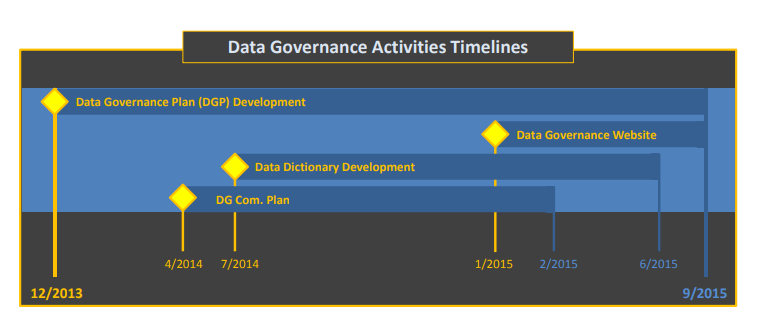 Data Governance Activities Timelines
Data Governance Plan (DGP) Development
Data Governance Website
Data Dictionary Development
DG Com. Plan
4/2014 7/2014 1/2015 2/2015 6/2015
12/2013 9/2015